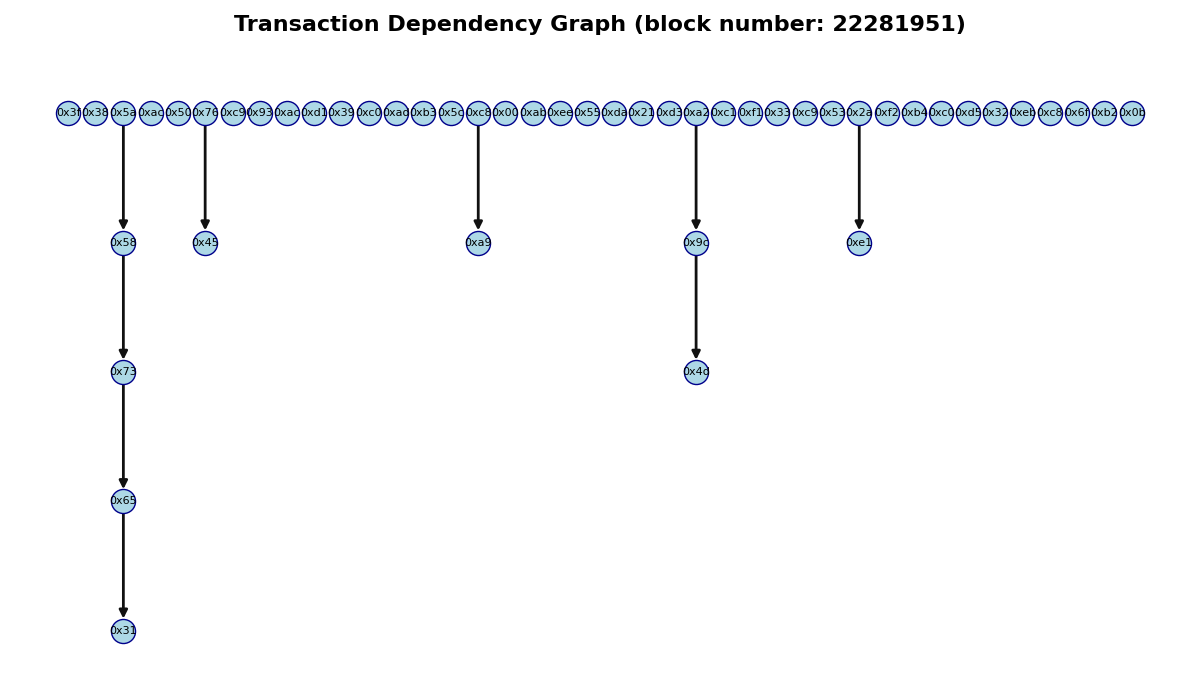 Transaction Dependency Graph (block number: 22281951)
0x3f 0x38 0x5a 0xac 0x50 0x76 0xc9 0x93 0xac 0xd1 0x39 0xc0 0xad 0xb3 0x5c 0xc8 0x00 0xab 0xee 0x55 0xda 0x21 0xd3 0xa2 0xc1 0xf1 0x33 0xc9 0x53 0x2a 0xf2 0xb4 0xc0 0xd5 0x32 0xeb 0xc8 0x6f 0xb2 0x0b
0x58 0x45 0xa9 0x9c 0xe1
0x73 0x4d
0x65
0x31